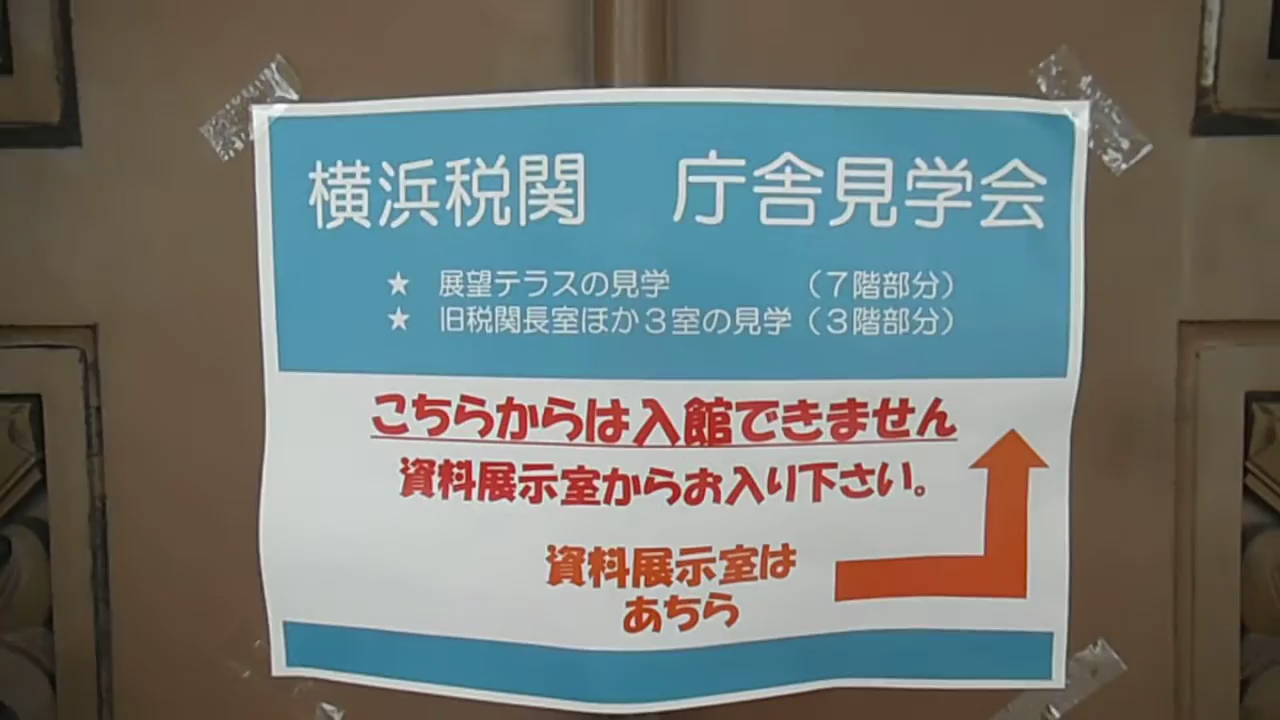 横浜税関　庁舎見学会
★　展望テラスの見学　　　　（７階部分）
★　旧税関長室ほか３室の見学（３階部分）
こちらからは入館できません
資料展示室からお入り下さい。
資料展示室は
あちら